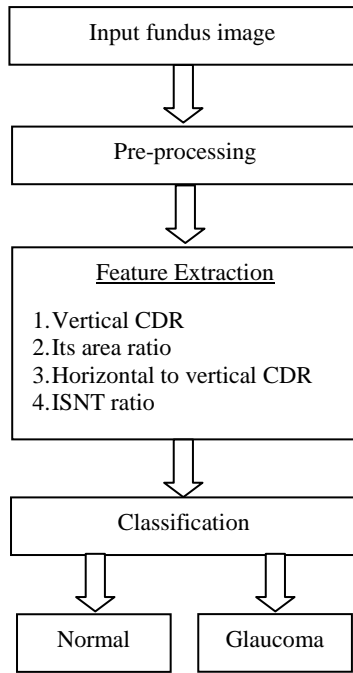 Input fundus image
Pre-processing
Feature Extraction
1.Vertical CDR
2.Its area ratio
3.Horizontal to vertical CDR
4.ISNT ratio
Classification
Normal
Glaucoma